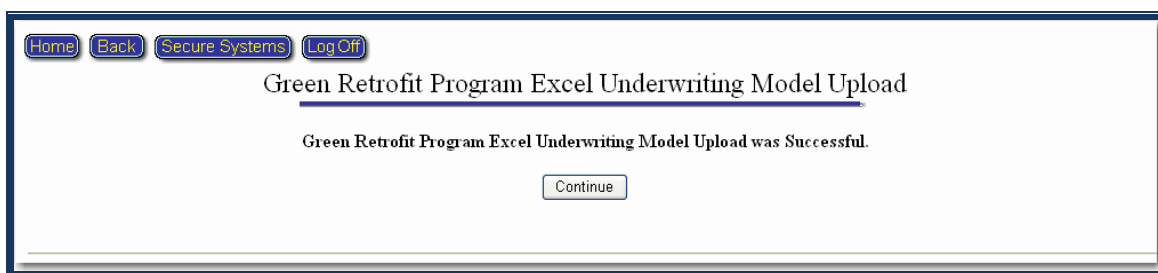 Home Back Secure Systems Log Off
Green Retrofit Program Excel Underwriting Model Upload
Green Retrofit Program Excel Underwriting Model Upload was Successful.
Continue